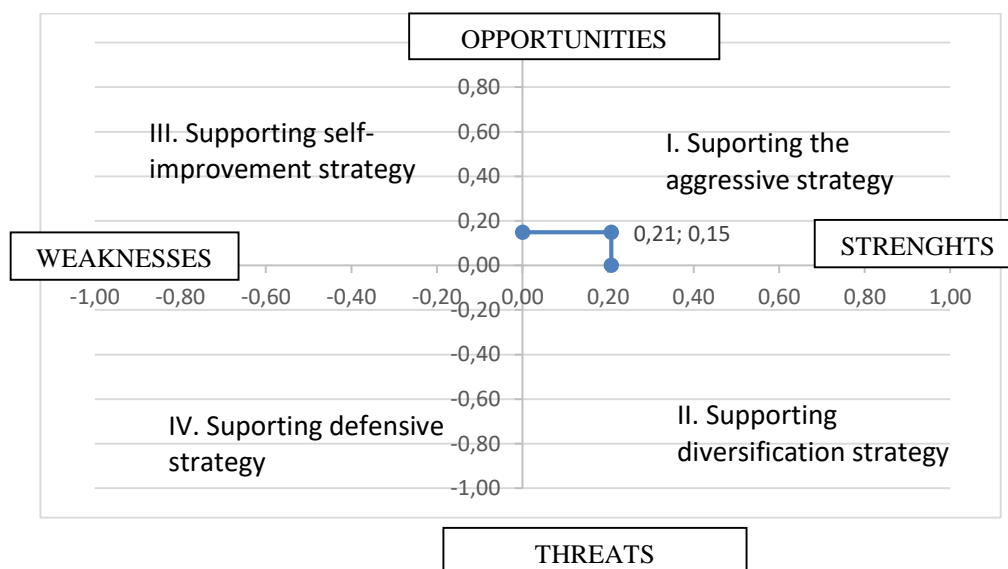 OPPORTUNITIES
0,80
III. Supporting self-
improvement strategy
0,60
I. Suporting the
aggressive strategy
0,40
0,20
0,21; 0,15
WEAKNESSES
0,00
STRENGHTS
-1,00 -0,80 -0,60 -0,40 -0,20 0,00 0,20 0,40 0,60 0,80 1,00
-0,20
-0,40
IV. Suporting defensive
strategy
-0,60
II. Supporting
diversification strategy
-0,80
-1,00
THREATS